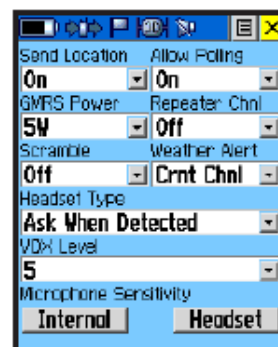 Send Location Allow Polling
On On
GMRS Power Repeater Chnl
5W Off
Scramble Weather Alert
Off Crnt Chnl
Headset Type
Ask When Detected
VOX Level
5
Microphone Sensitivity
Internal Headset